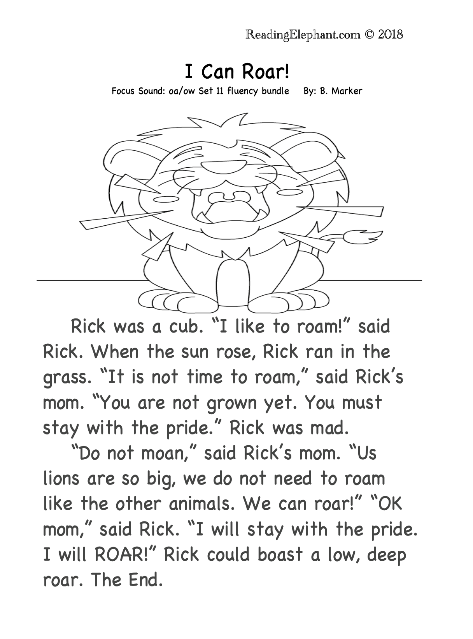 ReadingElephant.com © 2018
I Can Roar!
Focus Sound: oa/ow Set 11 fluency bundle By: B. Marker
Rick was a cub. “I like to roam!” said
Rick. When the sun rose, Rick ran in the
grass. “It is not time to roam,” said Rick’s
mom. “You are not grown yet. You must
stay with the pride.” Rick was mad.
“Do not moan,” said Rick’s mom. “Us
lions are so big, we do not need to roam
like the other animals. We can roar!” “OK
mom,” said Rick. “I will stay with the pride.
I will ROAR!” Rick could boast a low, deep
roar. The End.